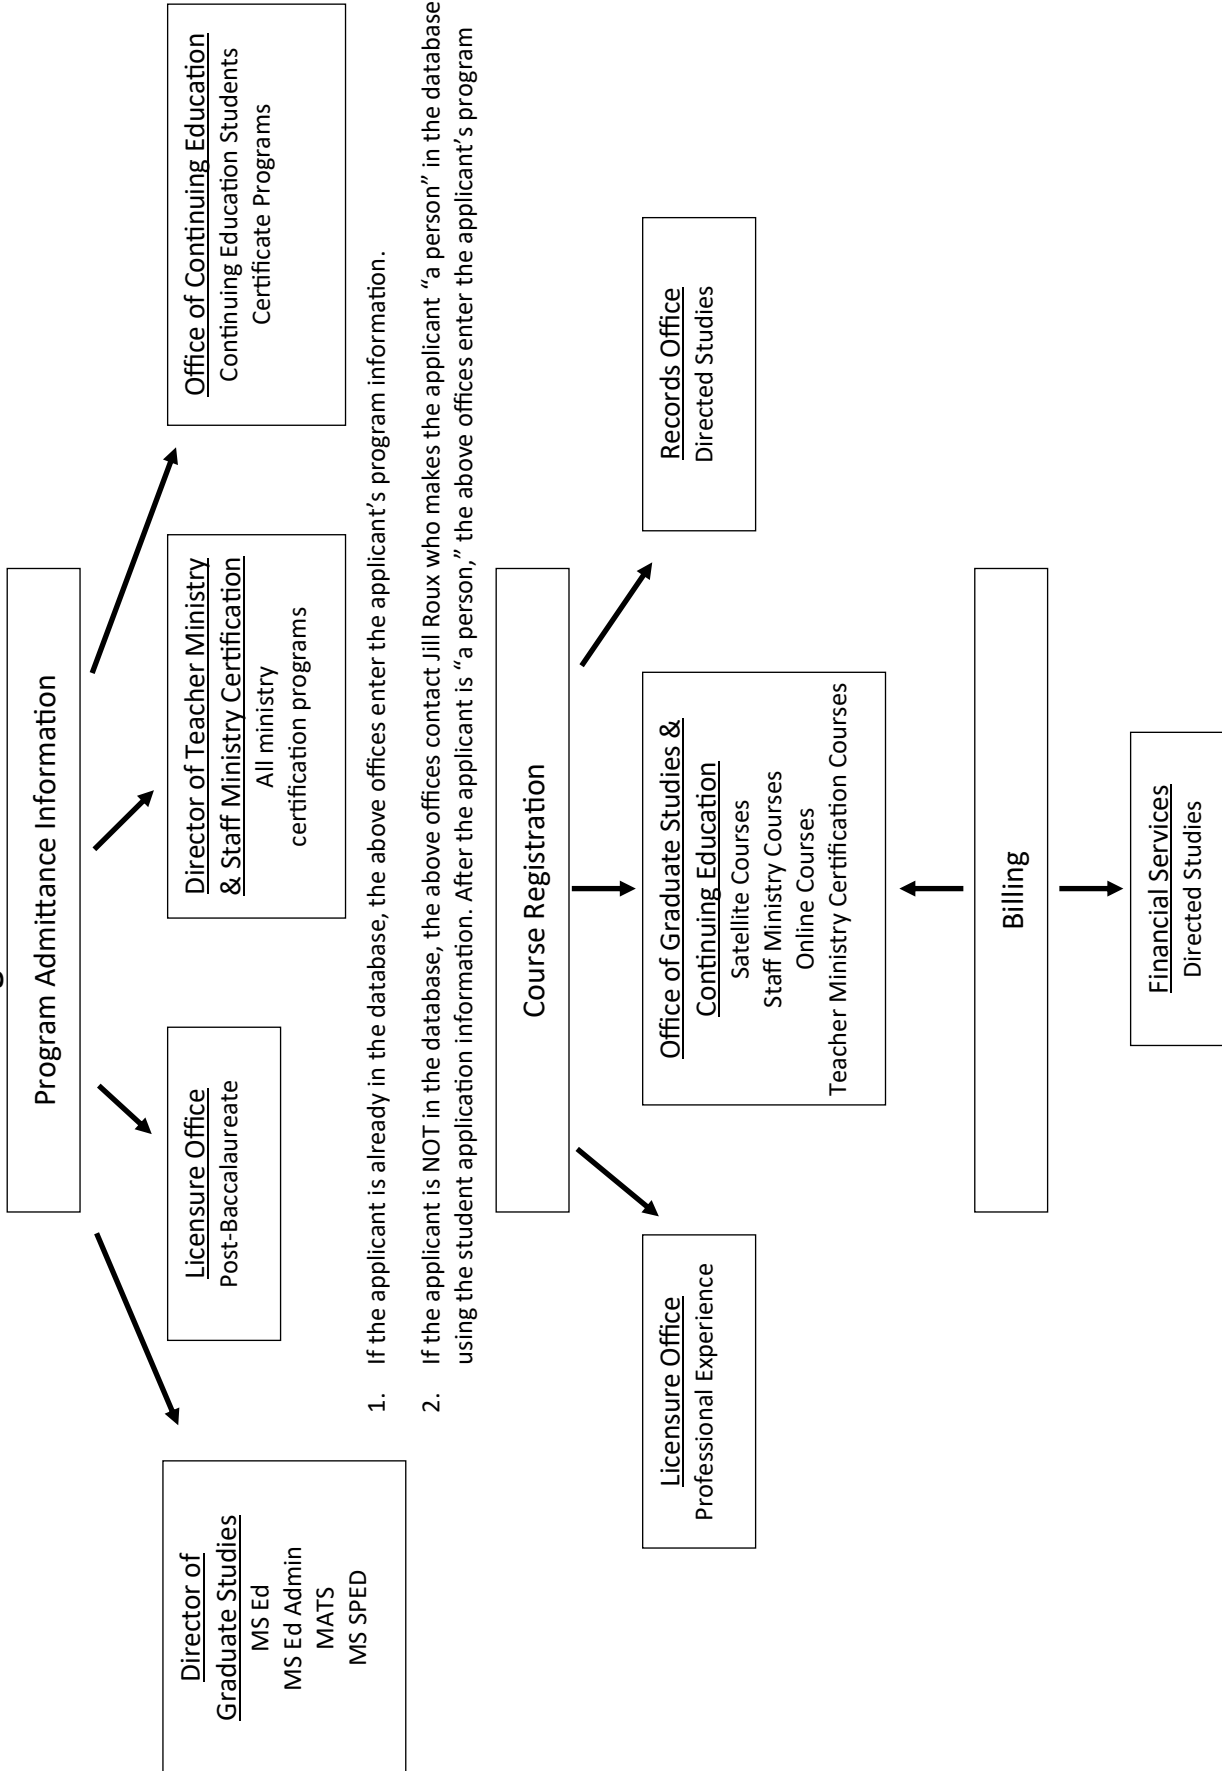 Program Admittance Information
Director of
Graduate Studies
MS Ed
MS Ed Admin
MATS
MS SPED
Licensure Office
Post-Baccalaureate
Director of Teacher Ministry
& Staff Ministry Certification
All ministry
certification programs
Office of Continuing Education
Continuing Education Students
Certificate Programs
1. If the applicant is already in the database, the above offices enter the applicant’s program information.
2. If the applicant is NOT in the database, the above offices contact Jill Roux who makes the applicant “a person” in the database
using the student application information. After the applicant is “a person,” the above offices enter the applicant’s program
Course Registration
Licensure Office
Professional Experience
Office of Graduate Studies &
Continuing Education
Satellite Courses
Staff Ministry Courses
Online Courses
Teacher Ministry Certification Courses
Records Office
Directed Studies
Billing
Financial Services
Directed Studies